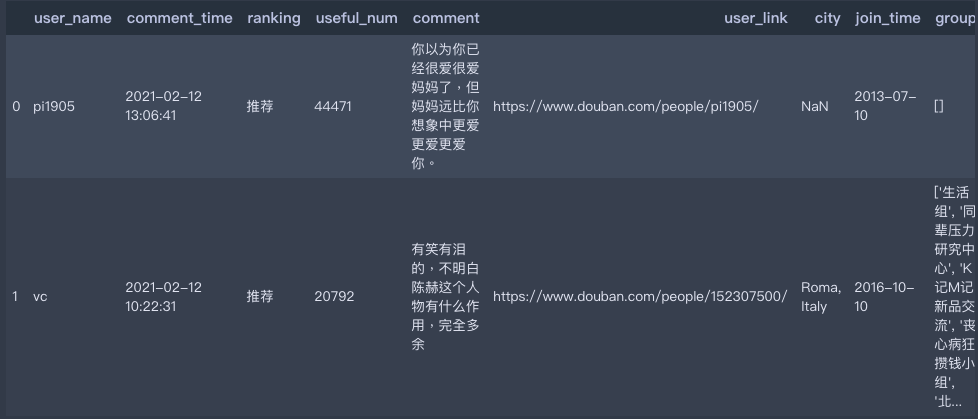 user_name comment_time ranking useful_num comment user_link city join_time group
你以为你已
经很爱很爱
妈妈了，但
妈妈远比你
想象中更爱
更爱更爱
你。
0 pi1905
2021-02-12
13:06:41
推荐
44471
https://www.douban.com/people/pi1905/
NaN
2013-07-
10
[]
1 vc
2021-02-12
10:22:31
推荐
20792
有笑有泪
的，不明白
陈赫这个人
物有什么作
用，完全多
余
https://www.douban.com/people/152307500/
Roma,
Italy
2016-10-
10
['生活
组', '同
辈压力
研究中
心', 'K
记M记
新品交
流', '丧
心病狂
攒钱小
组',
'北...